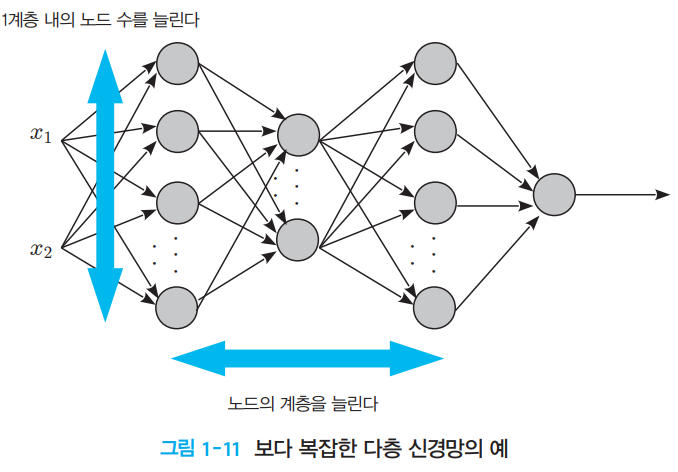 1계층 내의 노드 수를 늘린다
x1
x2
노드의 계층을 늘린다
그림 1-11 보다 복잡한 다층 신경망의 예